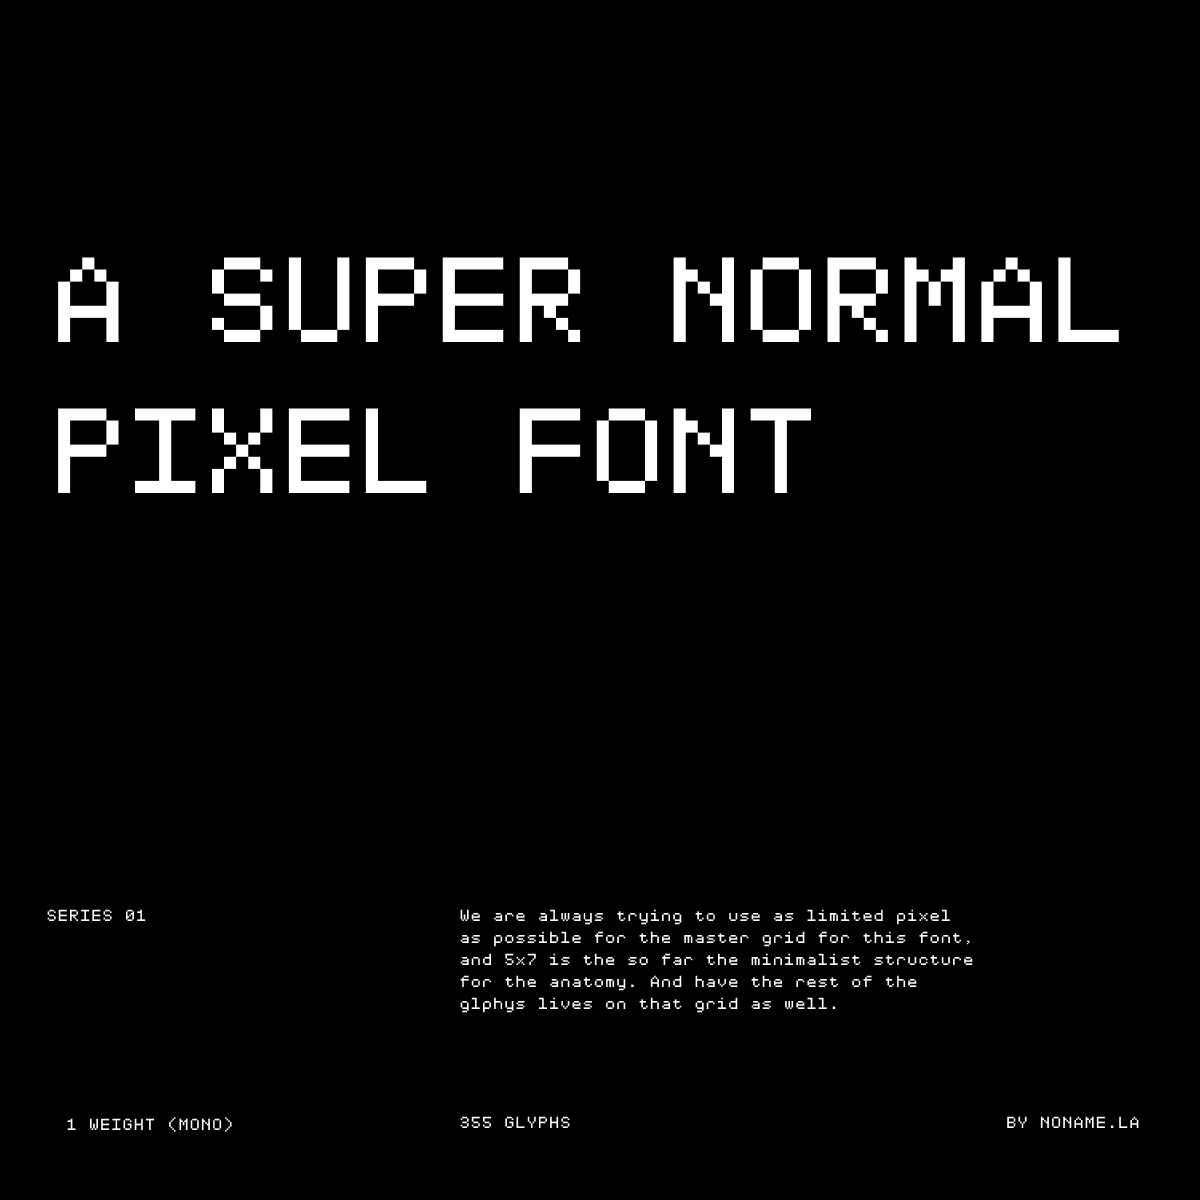 A SUPER NORMAL
PIXEL FONT
SERIES 01
We are always trying to use as limited pixel
as possible for the master grid for this font,
and 5x7 is the so far the minimalist structure
for the anatomy. And have the rest of the
glphys lives on that grid as well.
1 WEIGHT (MONO)
355 GLYPHS
BY NONAME.LA